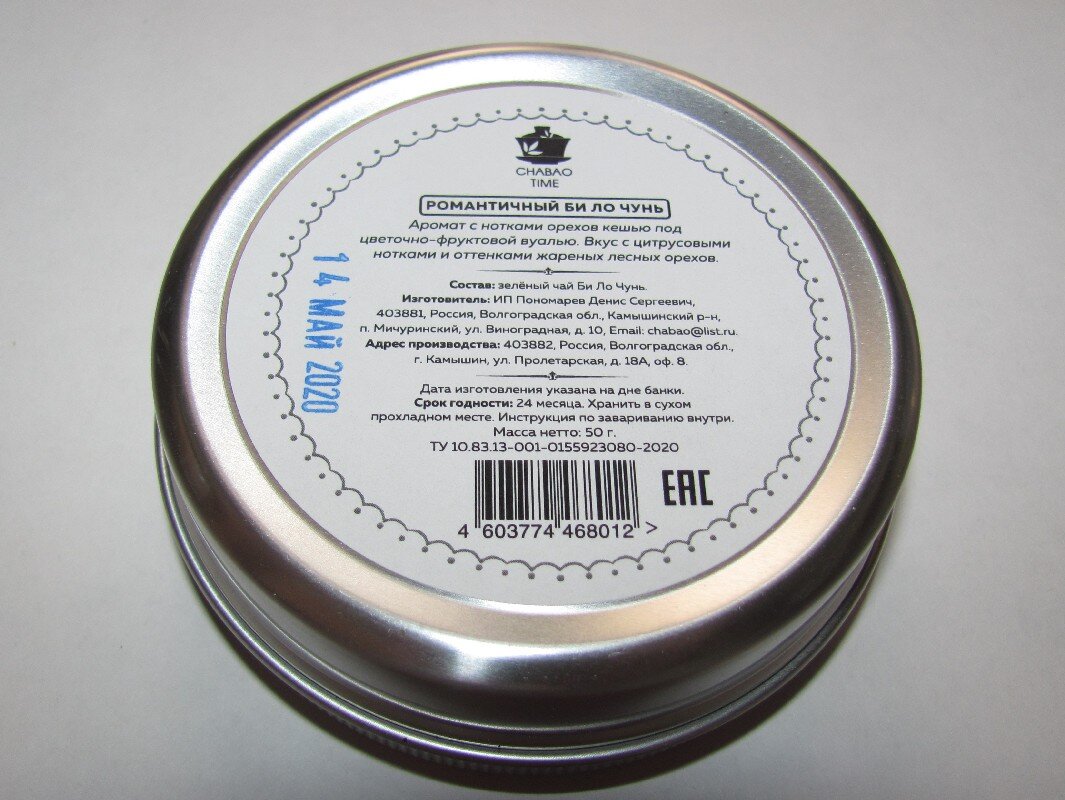 CHABAO
TIME
РОМАНТИЧНЫЙ БИ ЛО ЧУНЬ
Аромат с нотками орехов кешью под
цветочно-фруктовой вуалью. Вкус с цитрусовыми
нотками и оттенками жареных лесных орехов.
Состав: зелёный чай Би Ло Чунь.
Изготовитель: ИП Пономарев Денис Сергеевич,
403881, Россия, Волгоградская обл., Камышинский р-н,
п. Мичуринский, ул. Виноградная, д. 10, Email: chabao@list.ru.
Адрес производства: 403882, Россия, Волгоградская обл.,
г. Камышин, ул. Пролетарская, д. 18А, оф. 8.
Дата изготовления указана на дне банки.
Срок годности: 24 месяца. Хранить в сухом
прохладном месте. Инструкция по завариванию внутри.
Масса нетто: 50 г.
ТУ 10.83.13-001-0155923080-2020
EAC
4 603774 468012 >
14 МАЙ 2020